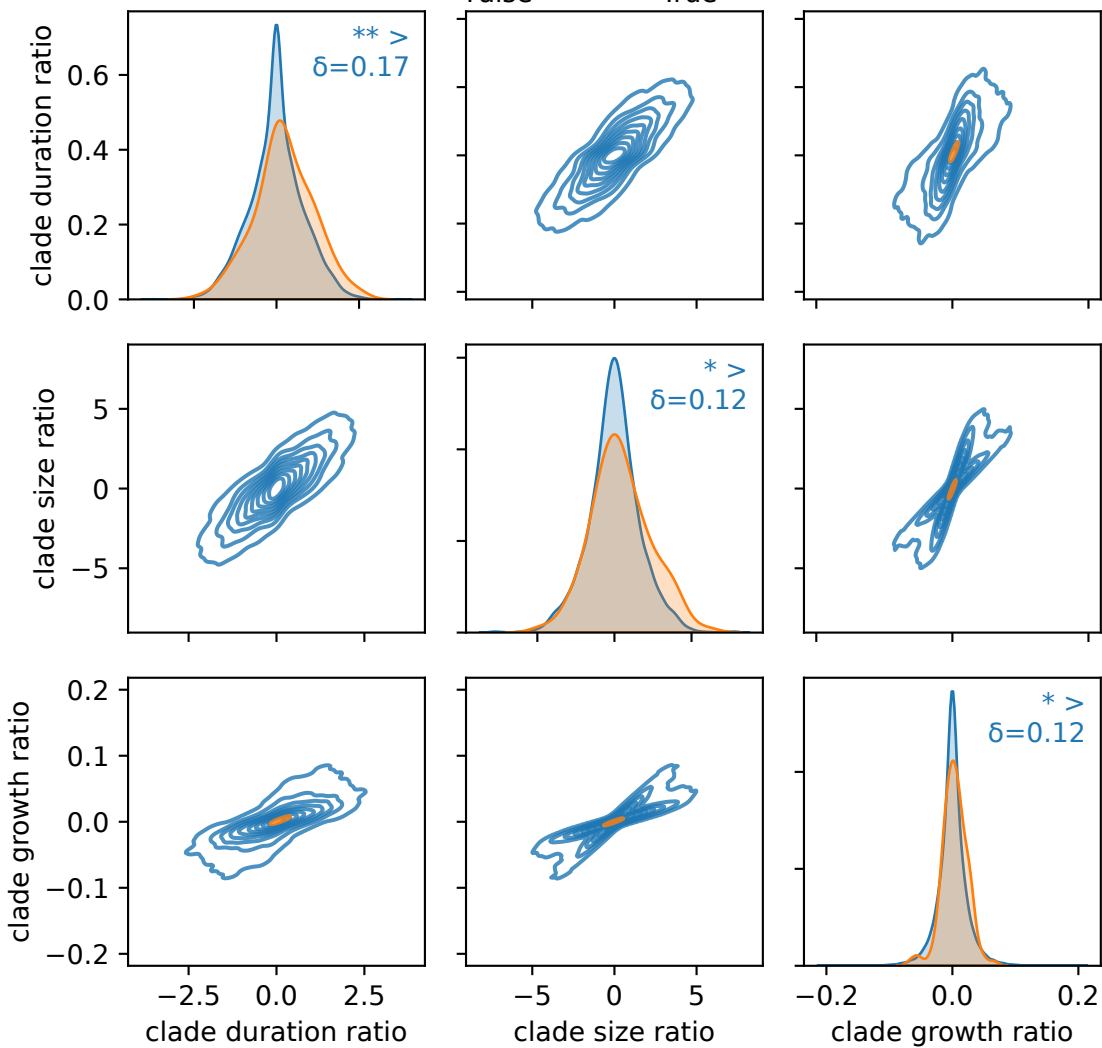 clade duration ratio
0.6
0.4
0.2
0.0
** >
δ=0.17
clade size ratio
5
0
−5
* >
δ=0.12
clade growth ratio
0.2
0.1
0.0
−0.1
−0.2
* >
δ=0.12
−2.5 0.0 2.5
−5 0 5
−0.2 0.0 0.2
clade duration ratio
clade size ratio
clade growth ratio